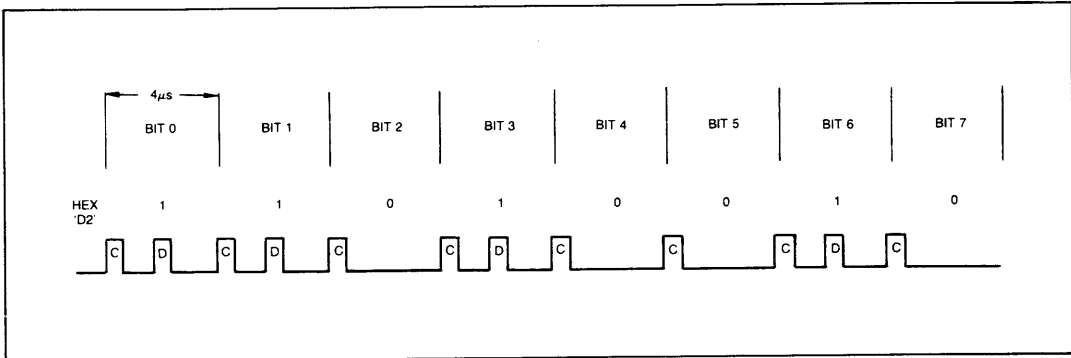 4μs
BIT 0 BIT 1 BIT 2 BIT 3 BIT 4 BIT 5 BIT 6 BIT 7
HEX 1 1 0 1 0 0 1 0
'D2'
C D C D C C D C C C D C